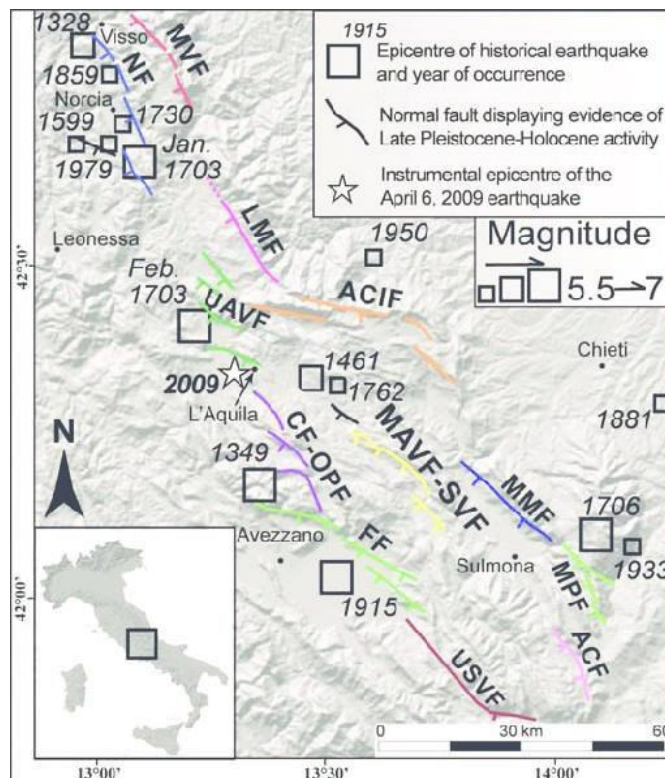 1328
Visso
MVF
1859
NF
Norcia
1730
1599
Jan.
1703
1979
1915
Epicentre of historical earthquake
and year of occurrence
Normal fault displaying evidence of
Late Pleistocene-Holocene activity
Instrumental epicentre of the
April 6, 2009 earthquake
Magnitude
5.5→7
Leonessa
LMF
1950
42°30'
Feb.
1703
UAVF
ACIF
Chieti
1461
2009
1762
1881
L'Aquila
N
CF-OPF
MAVF-SVF
1349
MMF
1706
Avezzano
FF
Sulmona
1933
MPF
42°00'
1915
ACF
USVF
0
30 km
60
13°00'
13°30'
14°00'